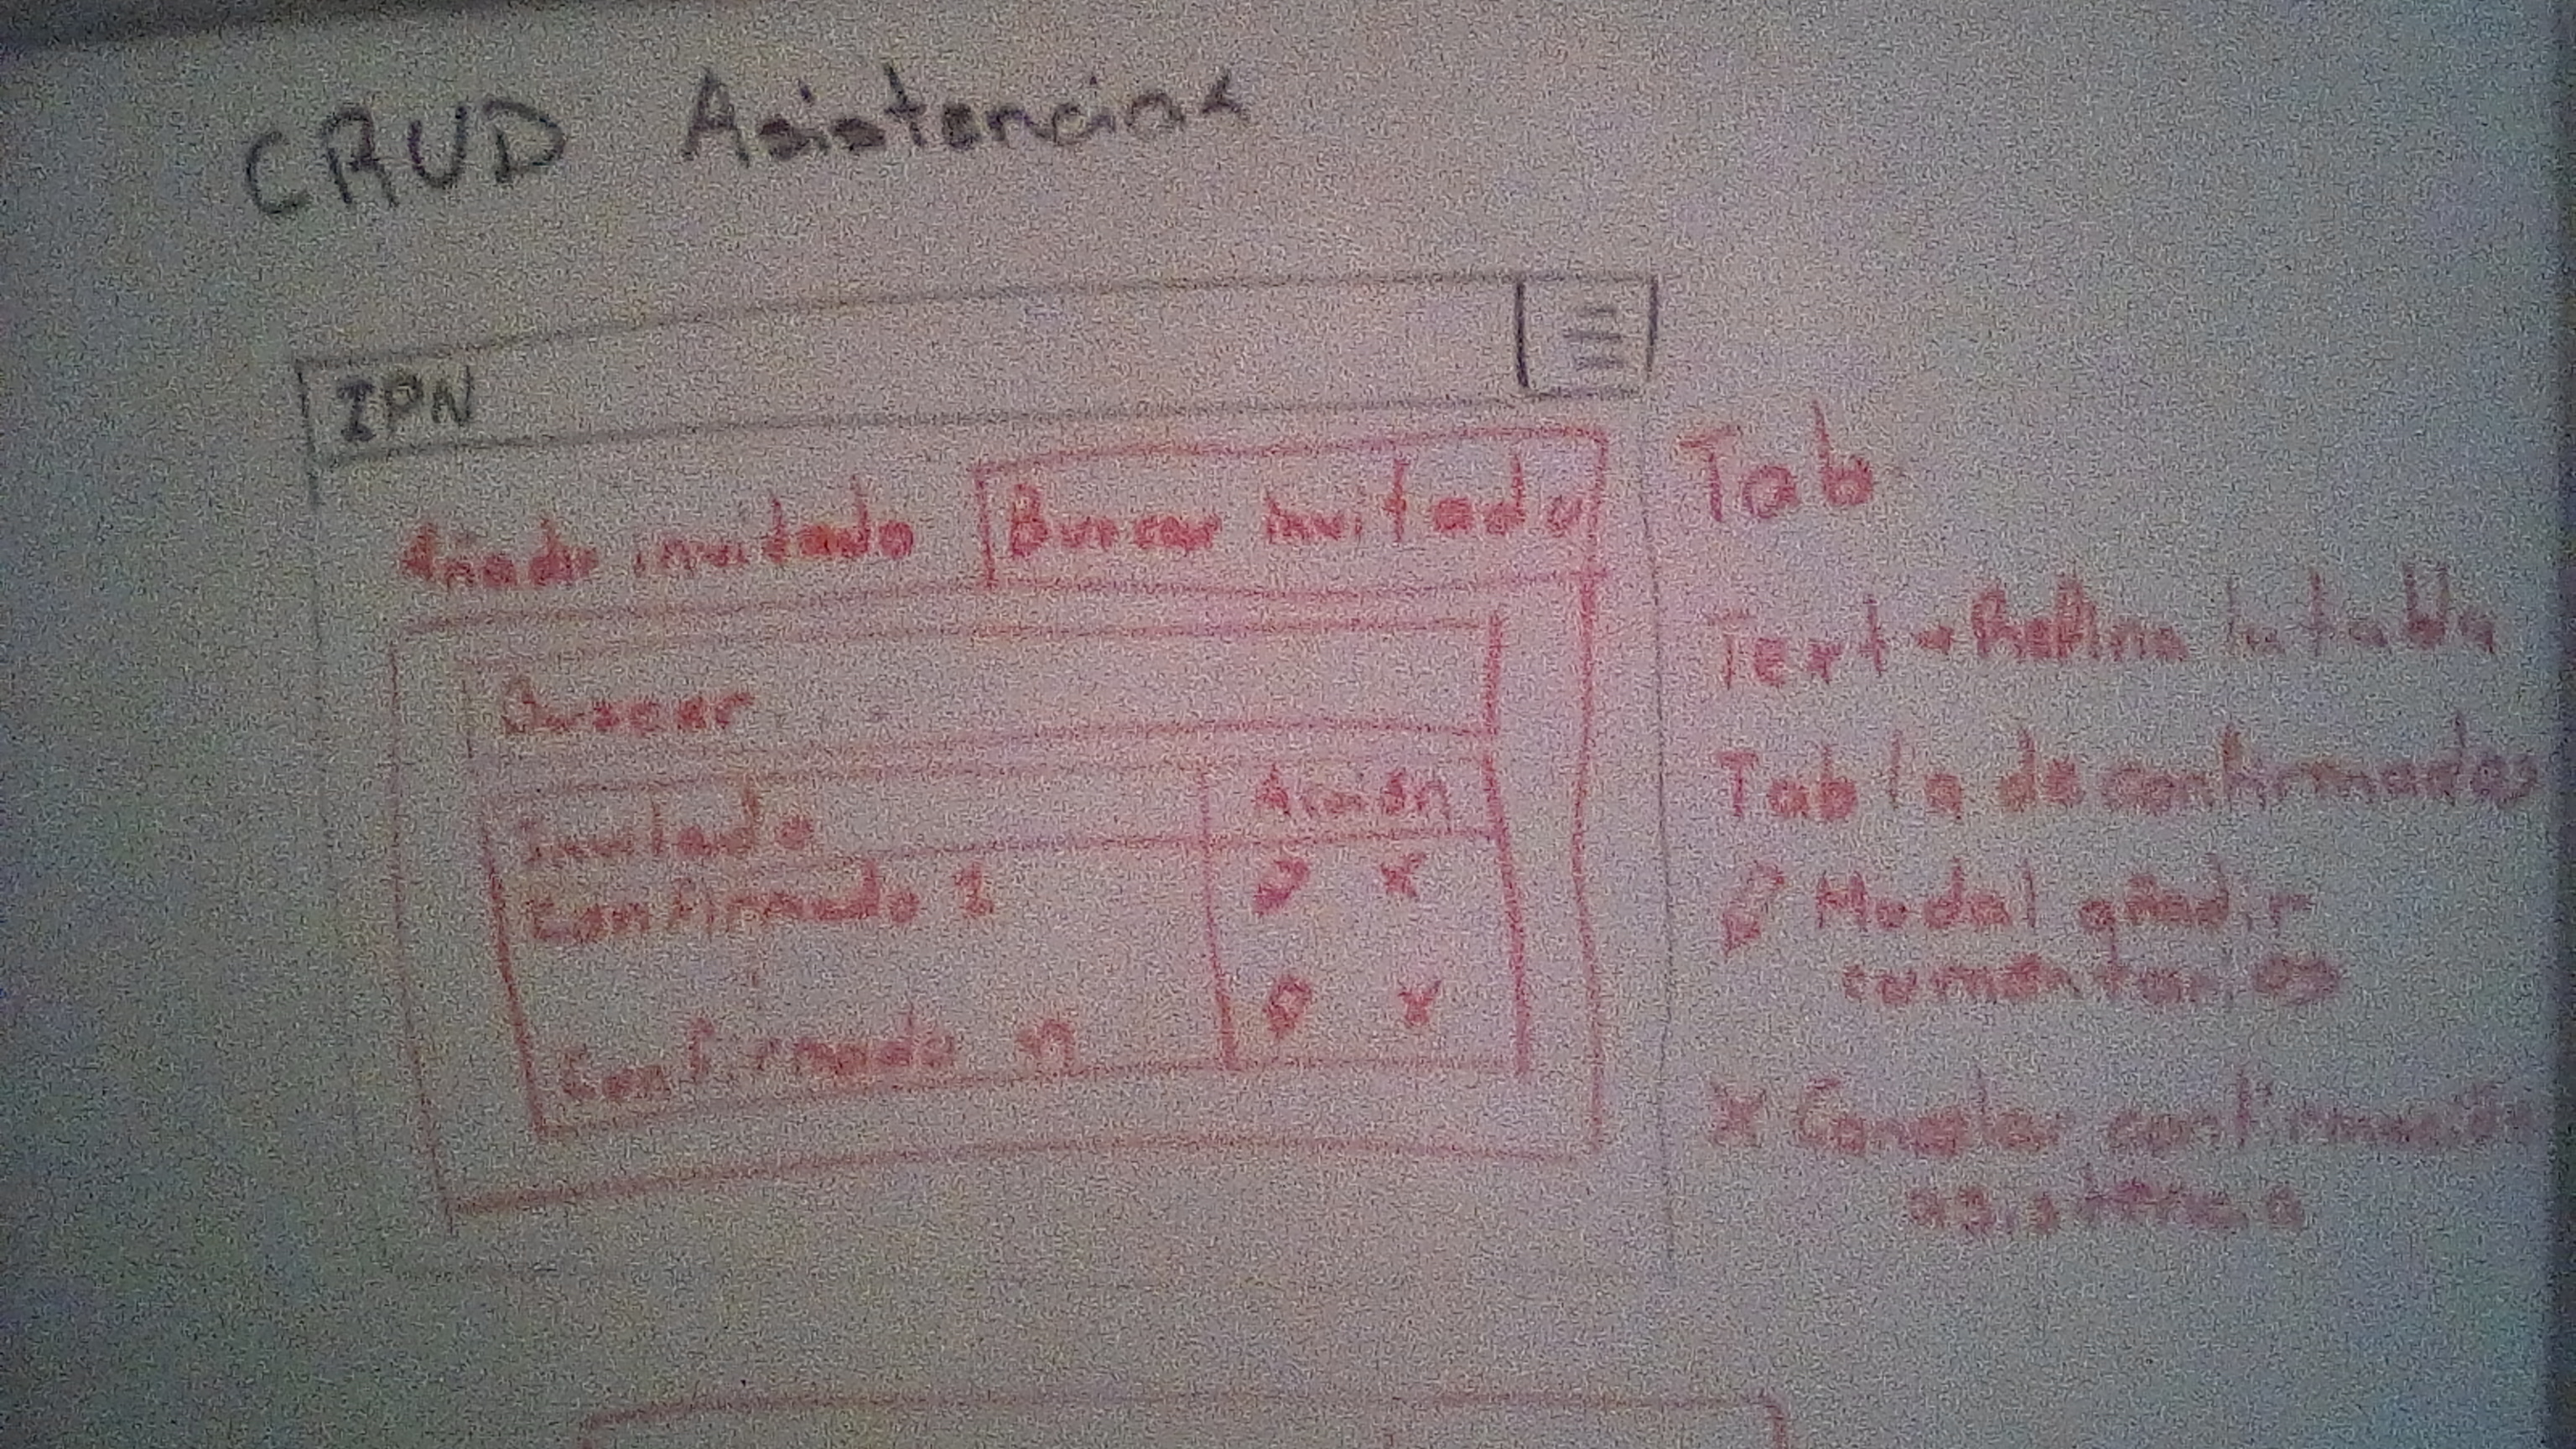 CRUD Asistencias
IPN
Añadir invitado
Buscar invitado
Tab
Buscar
Text → Refina la tabla
Invitado
Acción
Tabla de confirmados
Confirmado 1
Modal añadir
comentarios
Confirmado n
x Cancelar confirmación
asistencia